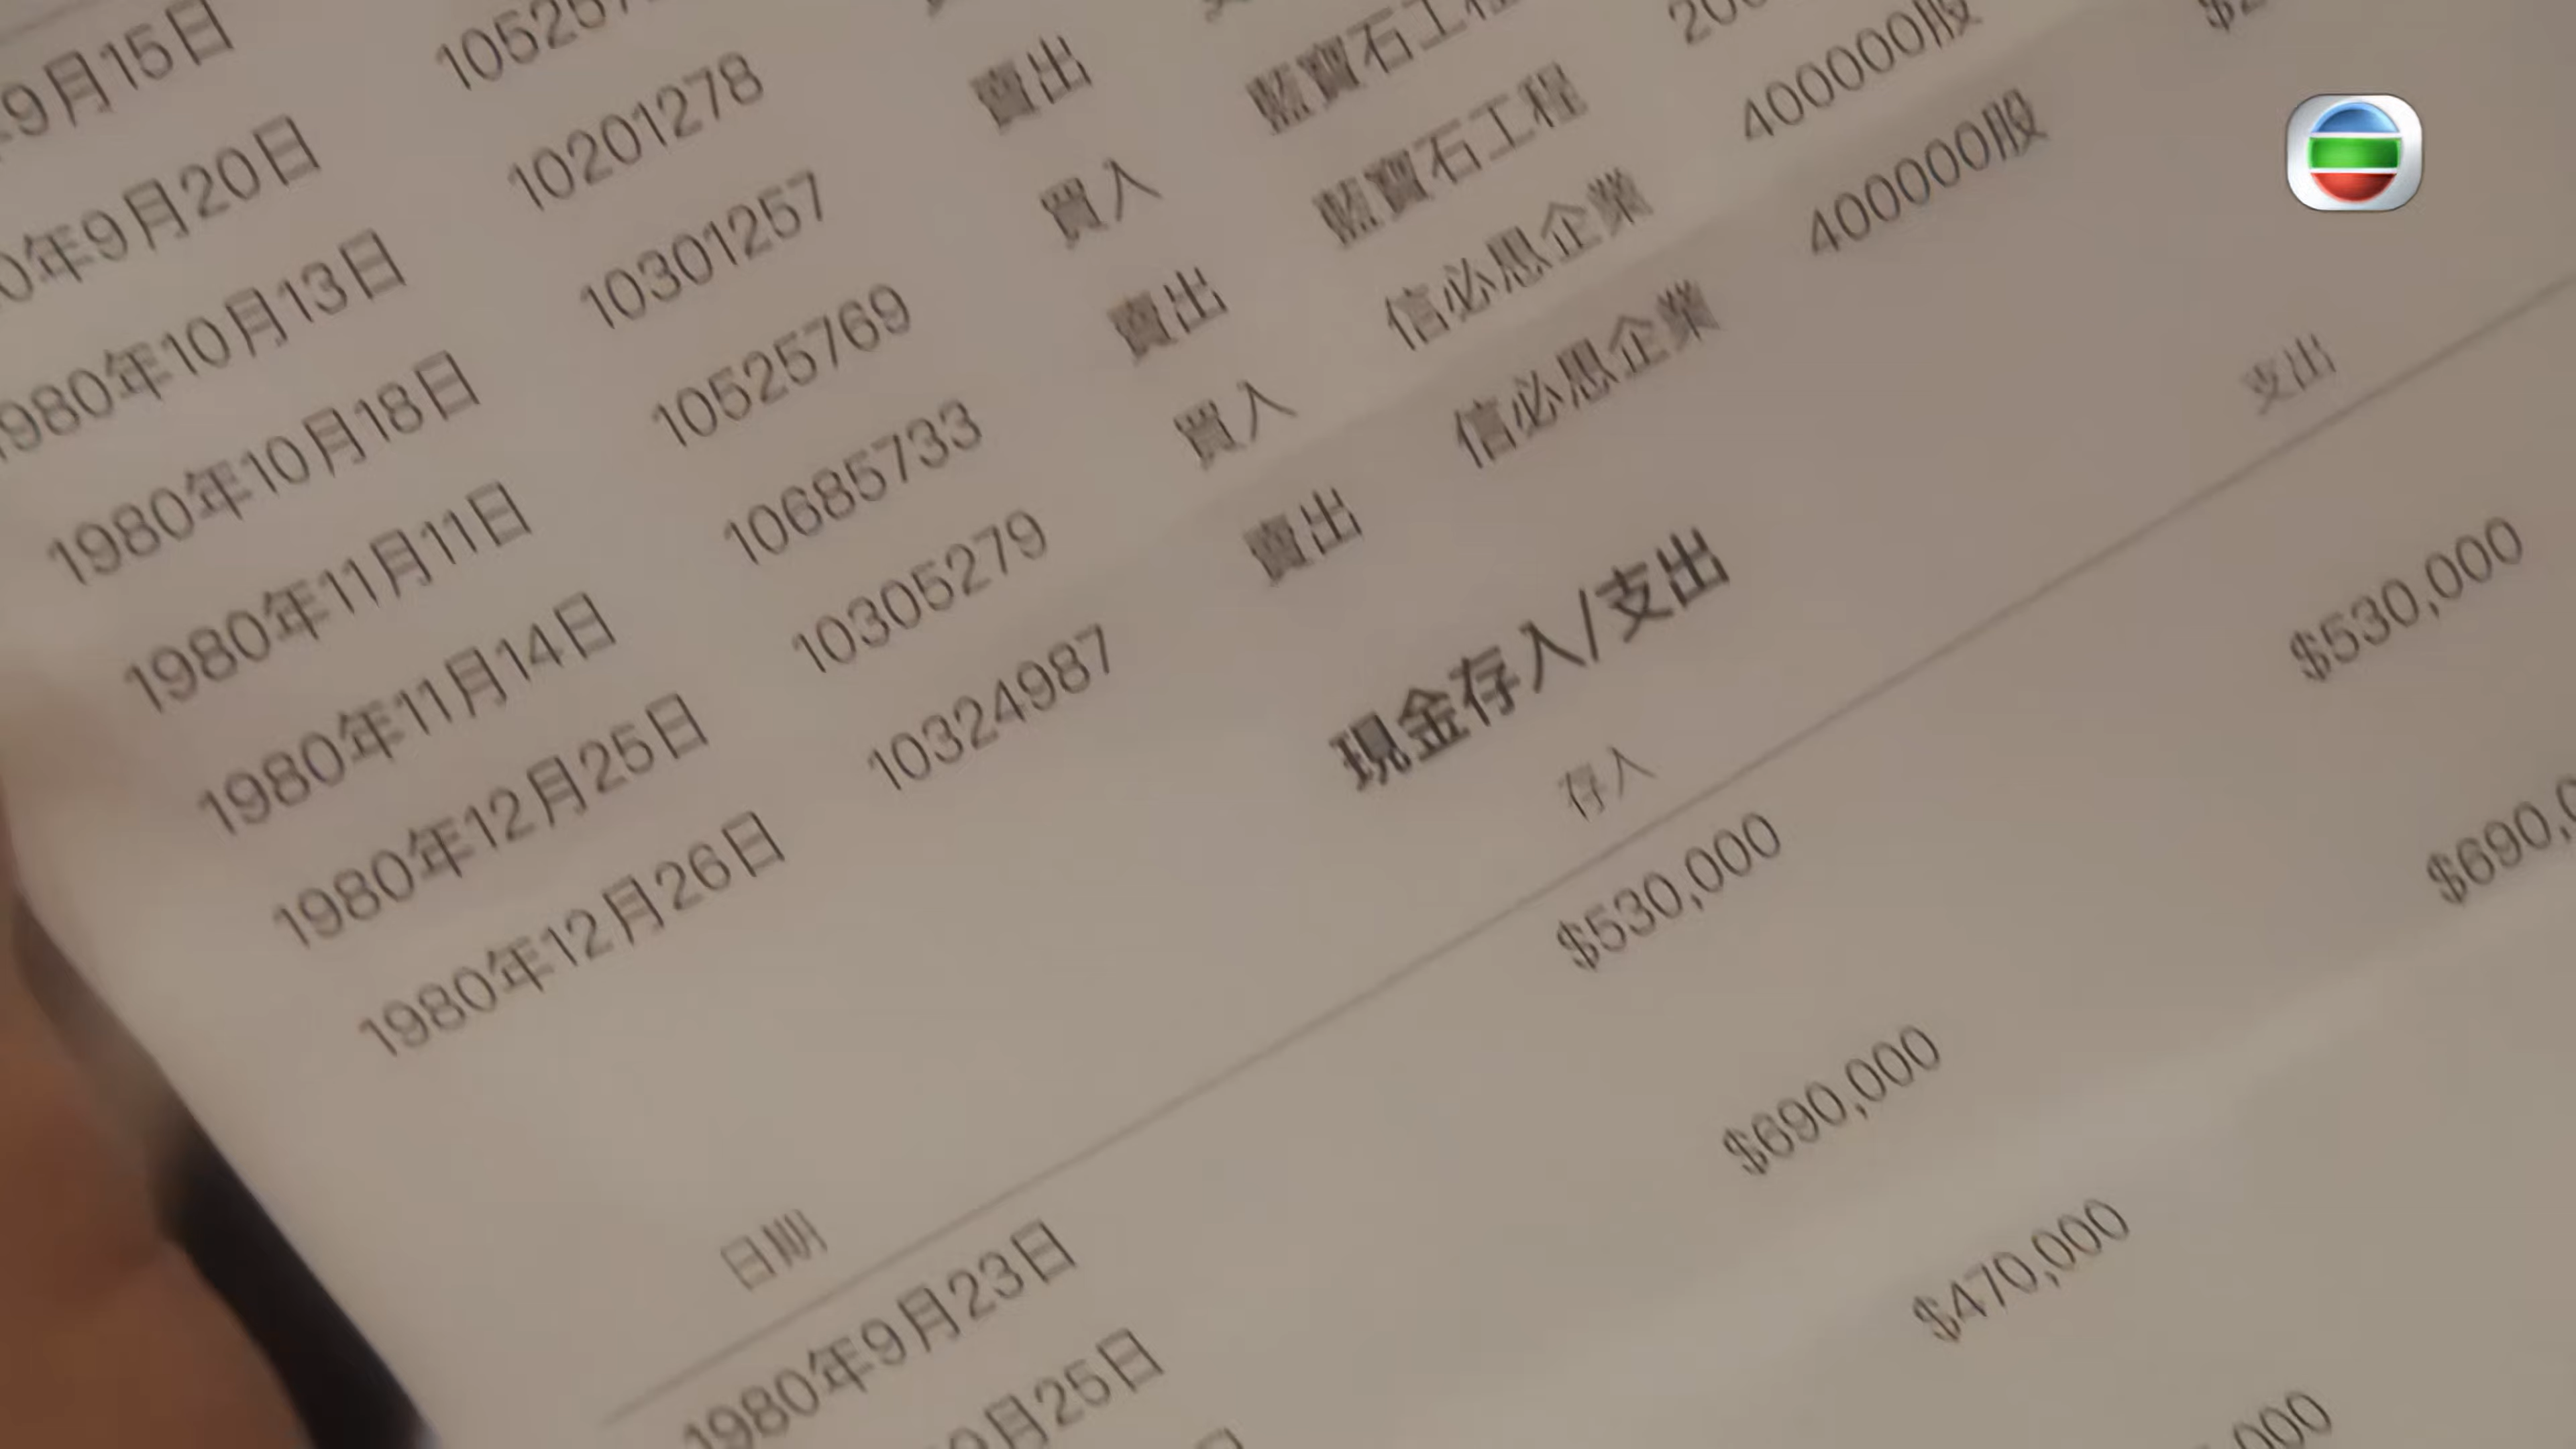 9月15日
年9月20日 10525
1980年10月13日 10201278
1980年10月18日 10301257 賣出
1980年11月11日 10525769 買入 藍寶石工程
1980年11月14日 10685733 賣出 藍寶石工程
1980年12月25日 10305279 買入 信必思企業 400000股
1980年12月26日 10324987 賣出 信必思企業 400000股
現金存入/支出
日期 存入 支出
1980年9月23日 $530,000
月25日 $530,000
$690,000
$690,0
$470,000